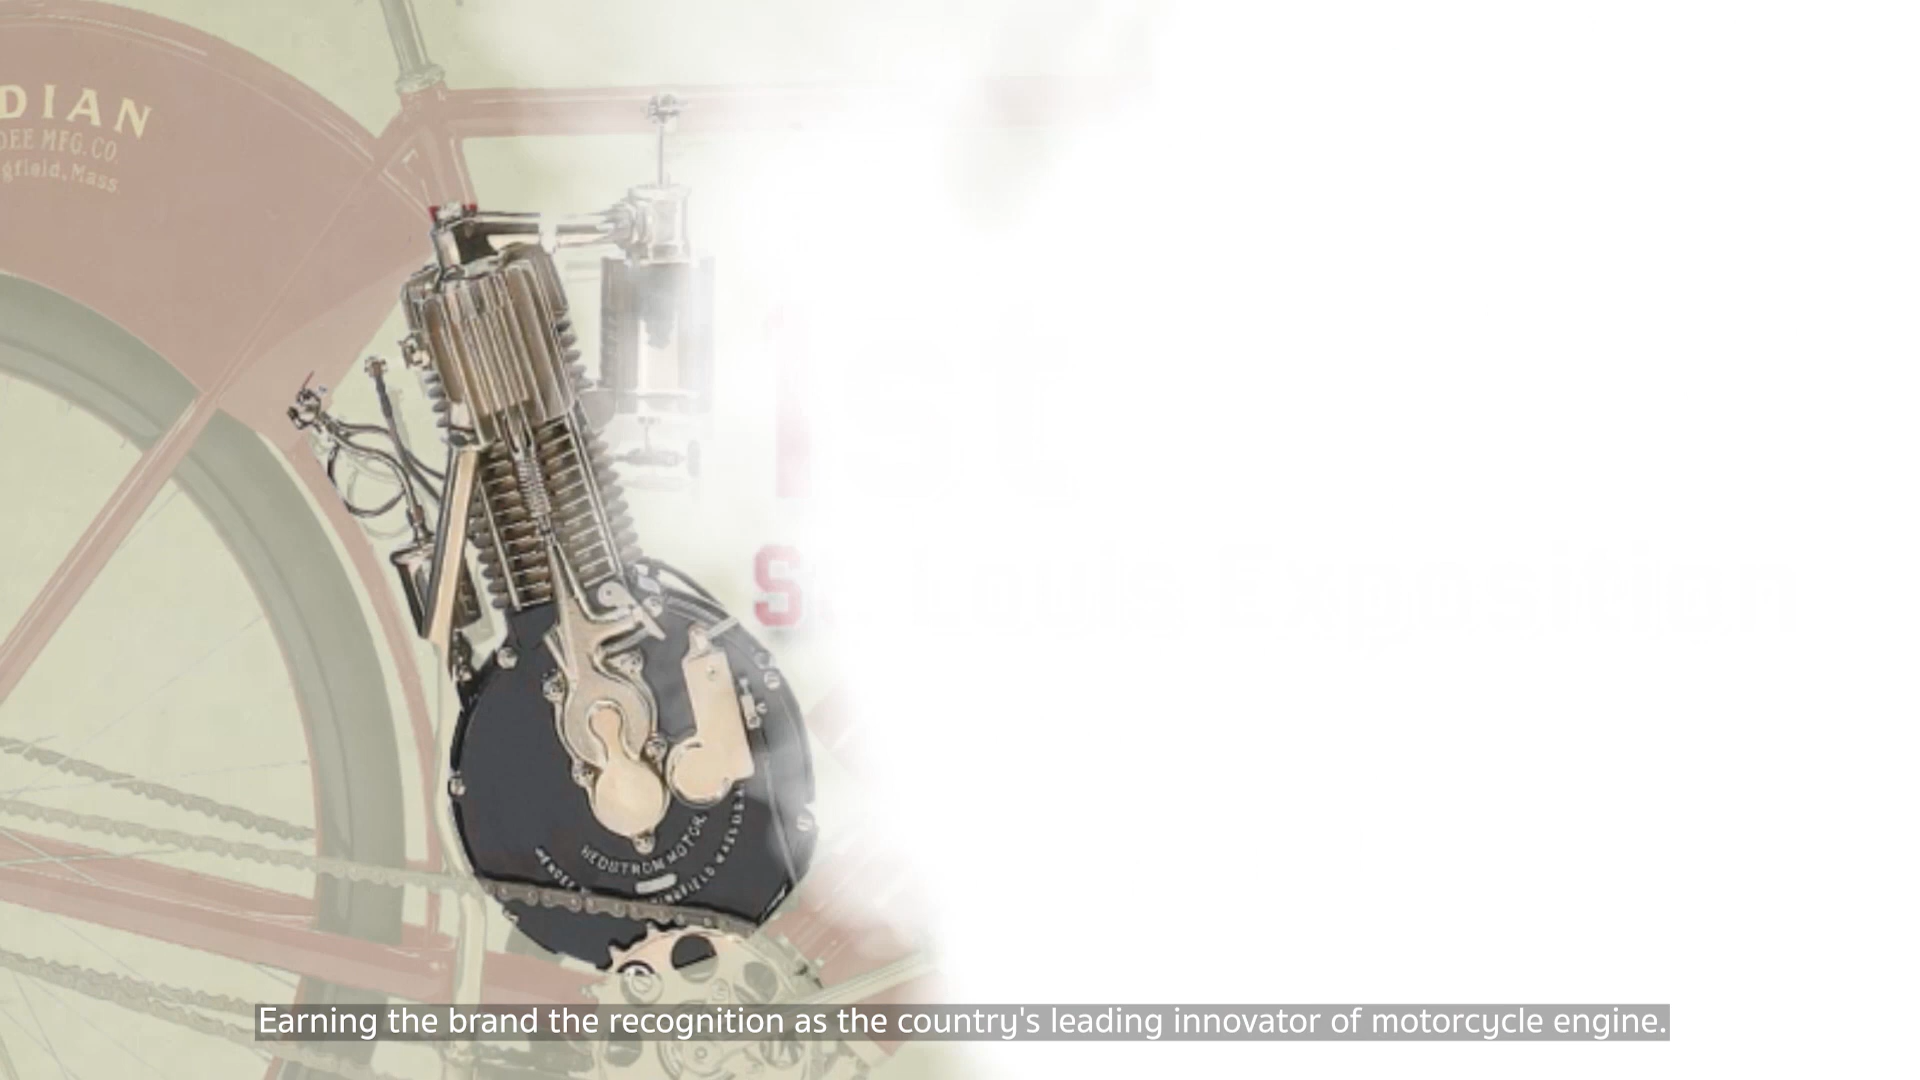 DIAN
DEE MFG. CO.
gfield, Mass.
1st
St. Louis Exposition
HEDSTROM MOTOR
Earning the brand the recognition as the country's leading innovator of motorcycle engine.